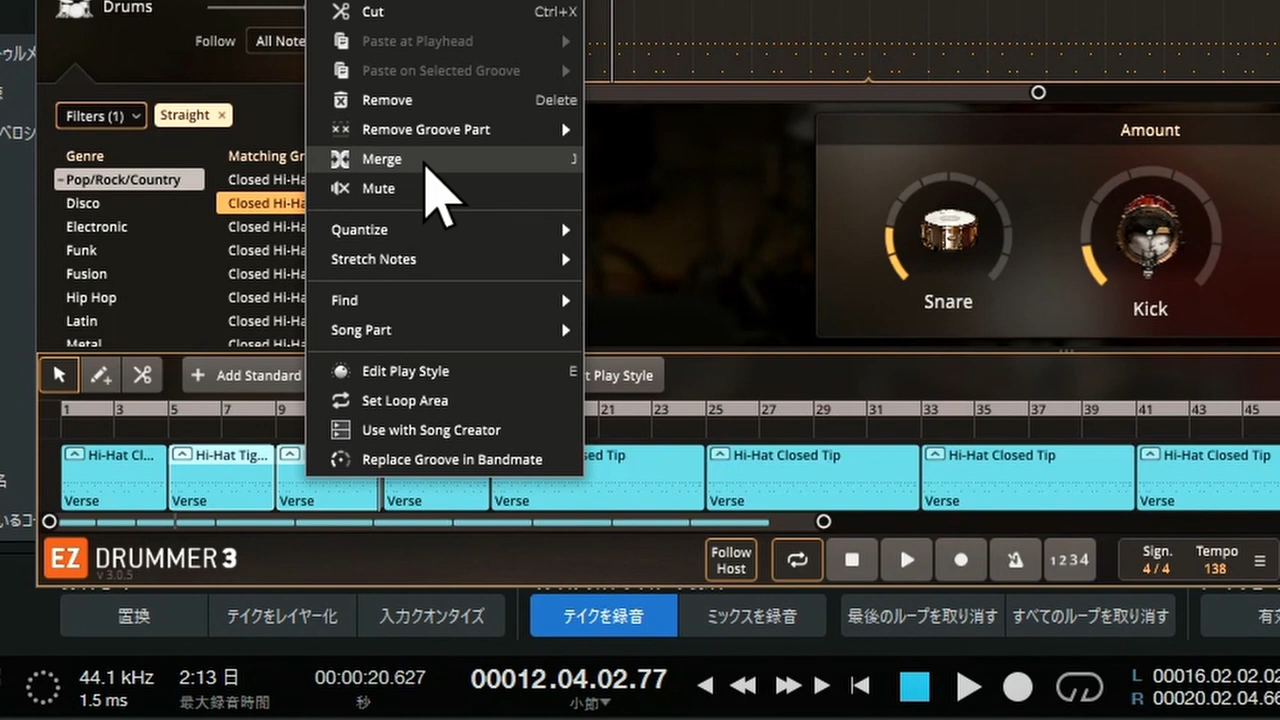 Drums
Cut Ctrl+X
Follow All Note
Paste at Playhead
Paste on Selected Groove
Remove Delete
Remove Groove Part
Merge J
Mute
Quantize
Stretch Notes
Find
Song Part
Edit Play Style E
Set Loop Area
Use with Song Creator
Replace Groove in Bandmate
Filters (1) Straight ×
Genre Matching Gr
Pop/Rock/Country Closed Hi-Ha
Disco Closed Hi-Ha
Electronic Closed Hi-Ha
Funk Closed Hi-Ha
Fusion Closed Hi-Ha
Hip Hop Closed Hi-Ha
Latin Closed Hi-Ha
Metal
Amount
Snare Kick
+ Add Standard t Play Style
1 3 5 7 9 21 23 25 27 29 31 33 35 37 39 41 43 45
Hi-Hat Cl... Hi-Hat Tig... sed Tip Hi-Hat Closed Tip Hi-Hat Closed Tip Hi-Hat Closed Tip
Verse Verse Verse Verse Verse Verse Verse Verse
EZ DRUMMER 3
v 3.0.5
Follow Host
1234
Sign. Tempo
4 / 4 138
置換 テイクをレイヤー化 入力クオンタイズ テイクを録音 ミックスを録音 最後のループを取り消す すべてのループを取り消す 有
44.1 kHz 2:13 日 00:00:20.627 00012.04.02.77 L 00016.02.02.0
1.5 ms 最大録音時間 秒 小節 R 00020.02.04.6